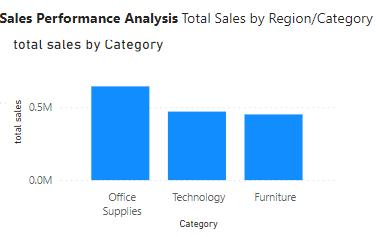 Sales Performance Analysis Total Sales by Region/Category
total sales by Category
total sales
0.5M
0.0M
Office
Supplies
Technology
Furniture
Category